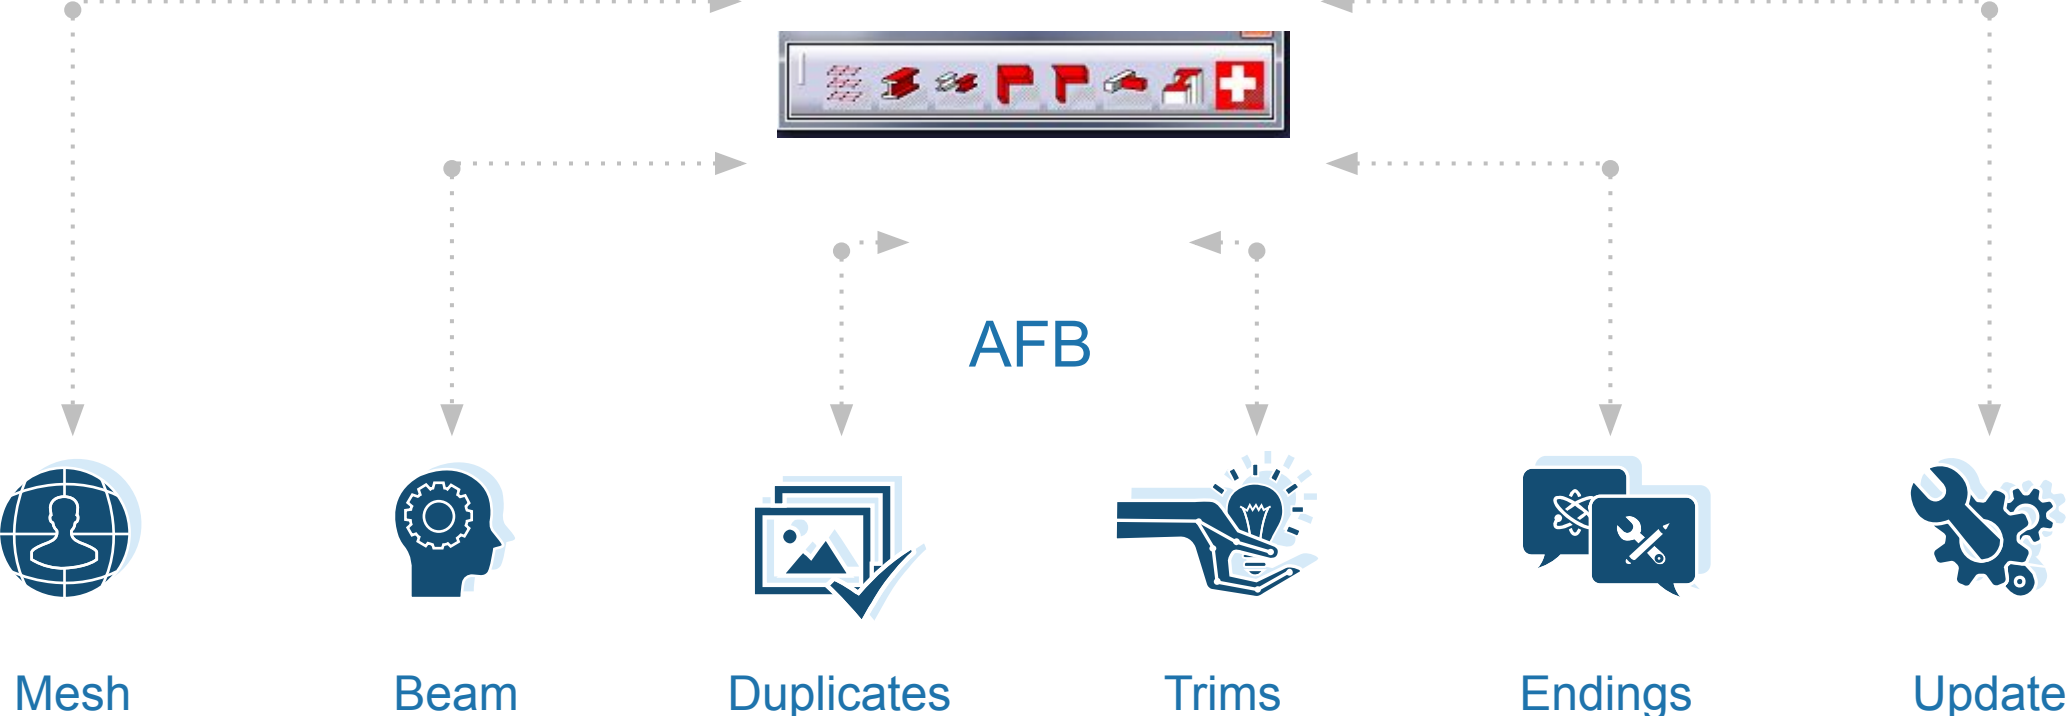 AFB
Mesh
Beam
Duplicates
Trims
Endings
Update